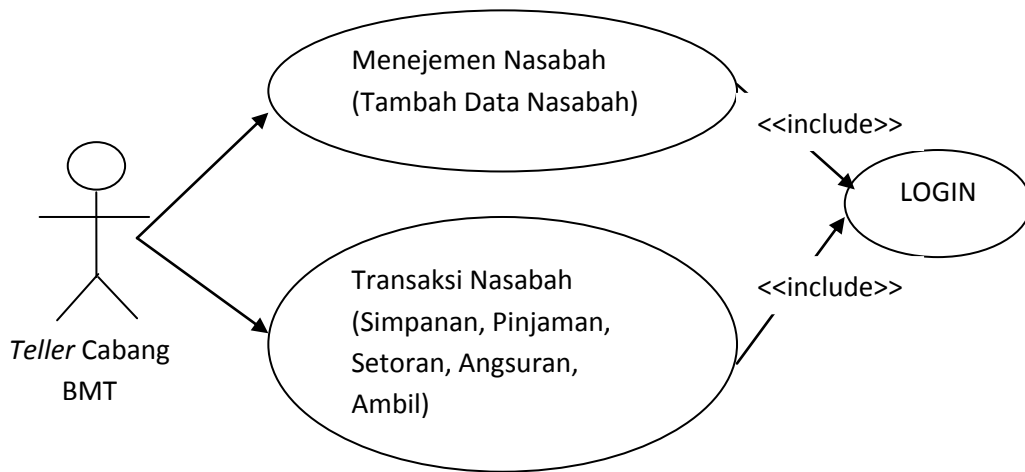 Menejemen Nasabah
(Tambah Data Nasabah)
<<include>>
LOGIN
Transaksi Nasabah
(Simpanan, Pinjaman,
Setoran, Angsuran,
Ambil)
<<include>>
Teller Cabang
BMT